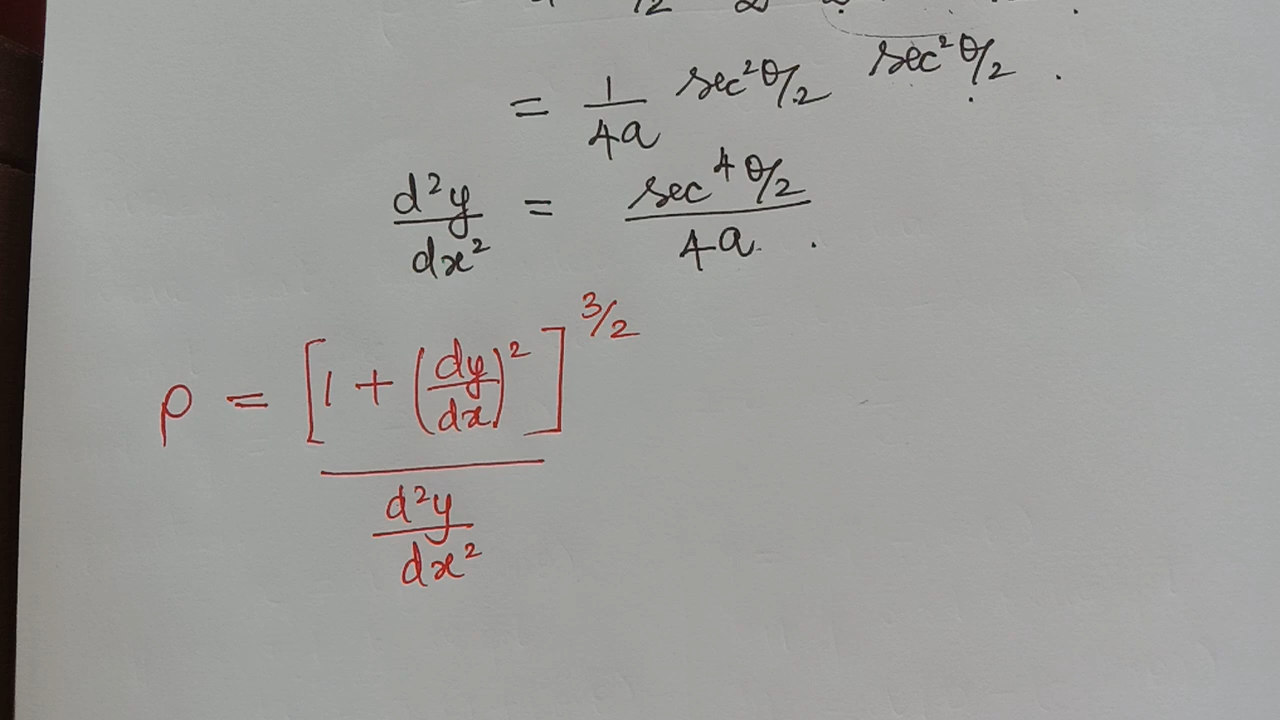 = 1/4a sec²θ/2 sec²θ/2 .
d²y/dx² = sec⁴θ/2 / 4a .
ρ = [1 + (dy/dx)²]^3/2 / d²y/dx²